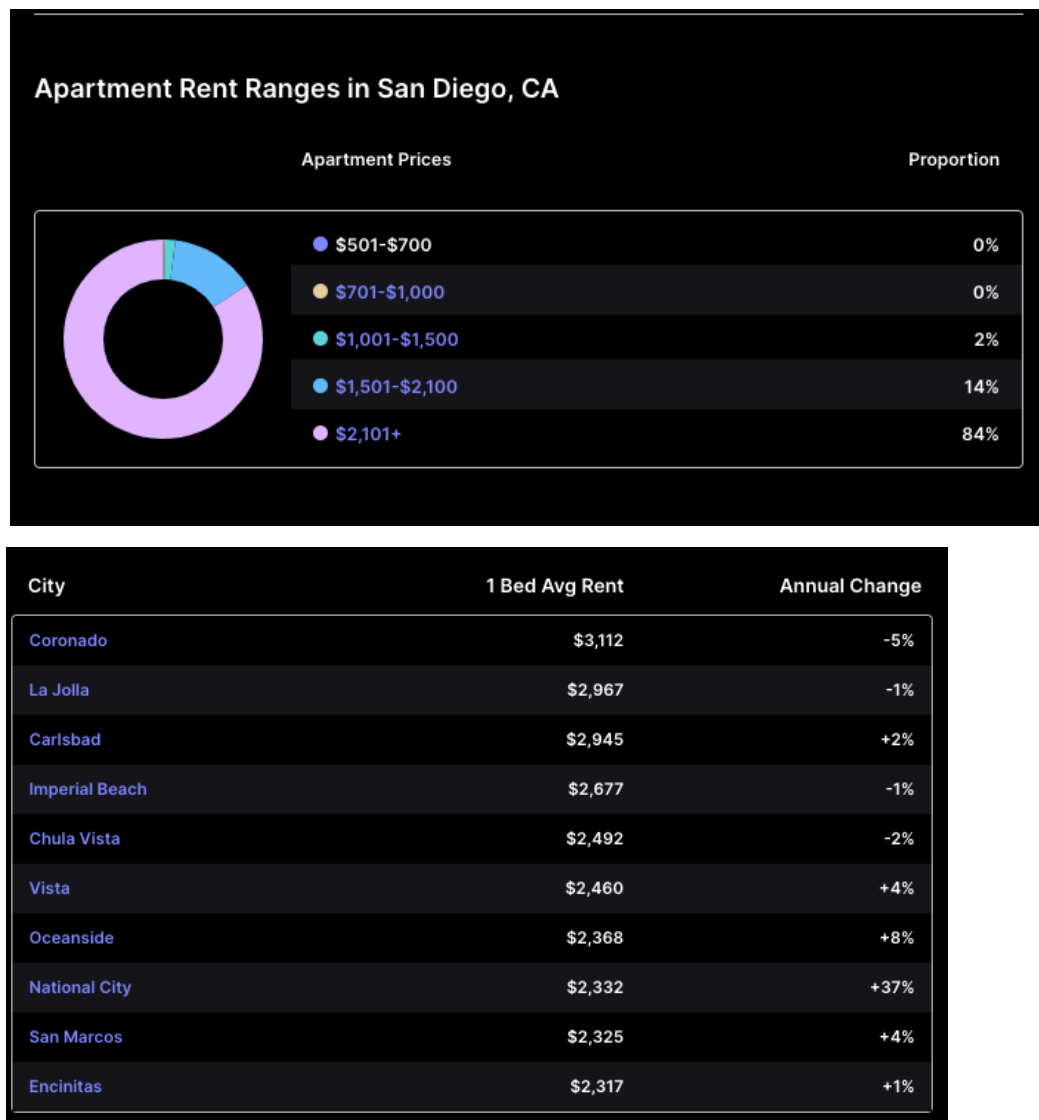 Apartment Rent Ranges in San Diego, CA
Apartment Prices Proportion
$501-$700 0%
$701-$1,000 0%
$1,001-$1,500 2%
$1,501-$2,100 14%
$2,101+ 84%
City 1 Bed Avg Rent Annual Change
Coronado $3,112 -5%
La Jolla $2,967 -1%
Carlsbad $2,945 +2%
Imperial Beach $2,677 -1%
Chula Vista $2,492 -2%
Vista $2,460 +4%
Oceanside $2,368 +8%
National City $2,332 +37%
San Marcos $2,325 +4%
Encinitas $2,317 +1%